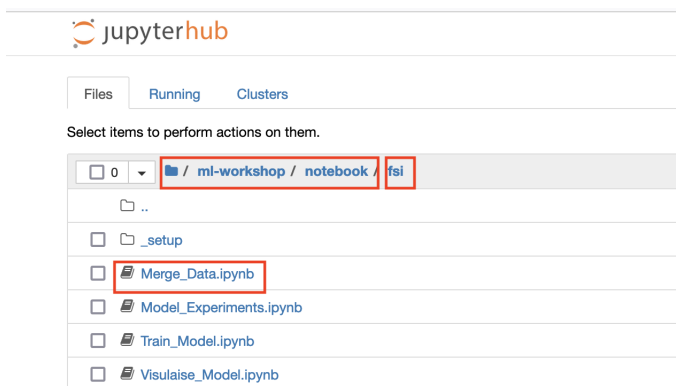 jupyterhub
Files Running Clusters
Select items to perform actions on them.
0 / ml-workshop / notebook / fsi
..
_setup
Merge_Data.ipynb
Model_Experiments.ipynb
Train_Model.ipynb
Visulaise_Model.ipynb